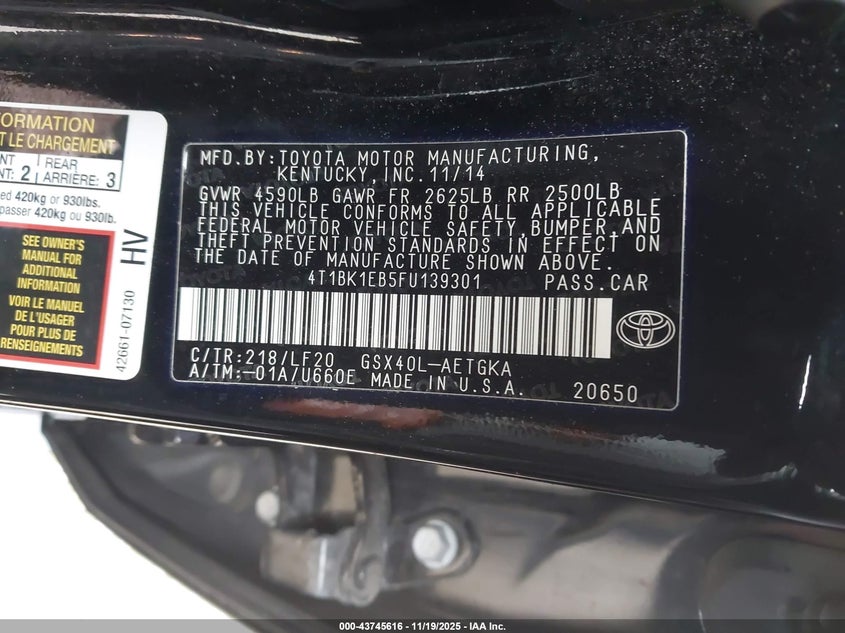 FORMATION
T LE CHARGEMENT
NT REAR
NT: 2 ARRIÈRE: 3
ed 420kg or 930lbs.
passer 420kg ou 930lb.
SEE OWNER'S
MANUAL FOR
ADDITIONAL
INFORMATION
VOIR LE MANUEL
DE L'USAGER
POUR PLUS DE
RENSEIGNEMENTS
HV
42661-07130
MFD.BY:TOYOTA MOTOR MANUFACTURING,
KENTUCKY,INC.11/14
GVWR 4590LB GAWR FR 2625LB RR 2500LB
THIS VEHICLE CONFORMS TO ALL APPLICABLE
FEDERAL MOTOR VEHICLE SAFETY,BUMPER,AND
THEFT PREVENTION STANDARDS IN EFFECT ON
THE DATE OF MANUFACTURE SHOWN ABOVE.
4T1BK1EB5FU139301 PASS.CAR
C/TR:218/LF20 GSX40L-AETGKA
A/TM:-01A/U660E MADE IN U.S.A. 20650
000-43745616 - 11/19/2025 - IAA Inc.